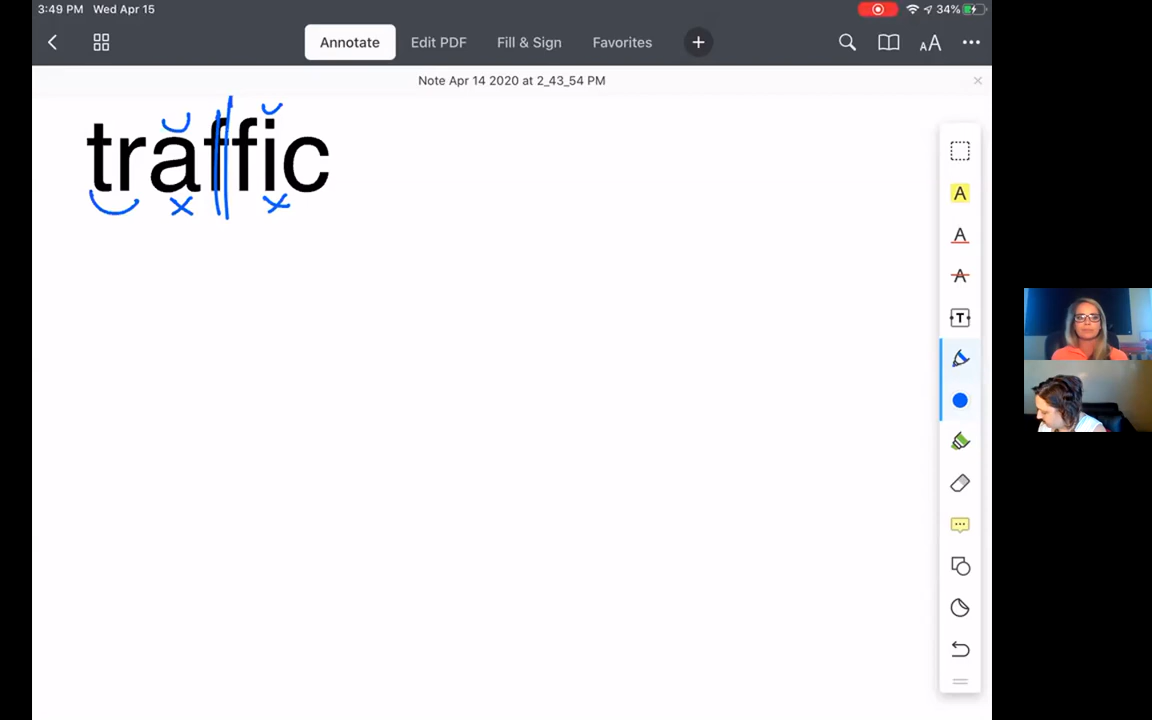 3:49 PM Wed Apr 15 34%
Annotate Edit PDF Fill & Sign Favorites
Note Apr 14 2020 at 2_43_54 PM
traffic